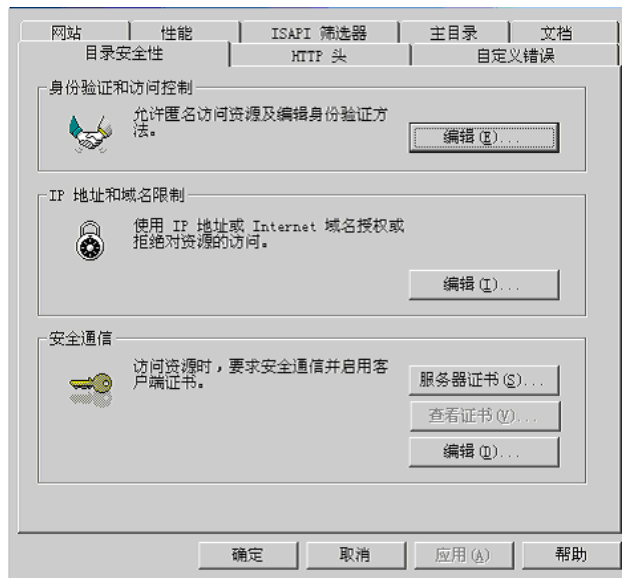 网站 性能 ISAPI 筛选器 主目录 文档
目录安全性 HTTP 头 自定义错误
身份验证和访问控制
允许匿名访问资源及编辑身份验证方
法。
编辑(E)...
IP 地址和域名限制
使用 IP 地址或 Internet 域名授权或
拒绝对资源的访问。
编辑(I)...
安全通信
访问资源时，要求安全通信并启用客
户端证书。
服务器证书(S)...
查看证书(V)...
编辑(D)...
确定 取消 应用(A) 帮助